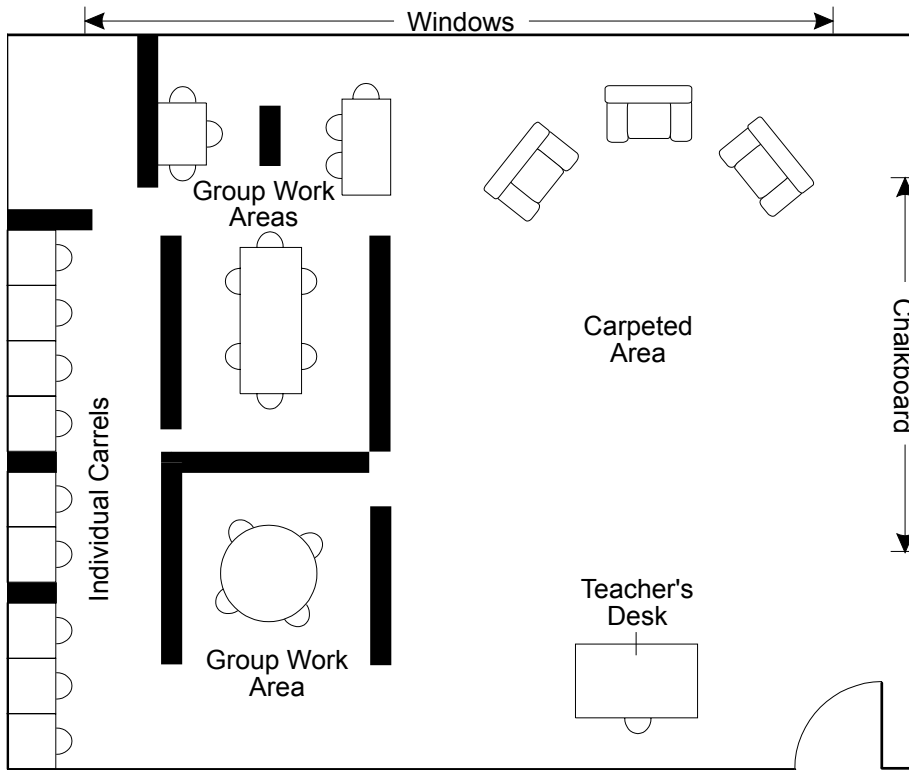 Windows
Group Work
Areas
Carpeted
Area
Chalkboard
Individual Carrels
Teacher's
Desk
Group Work
Area